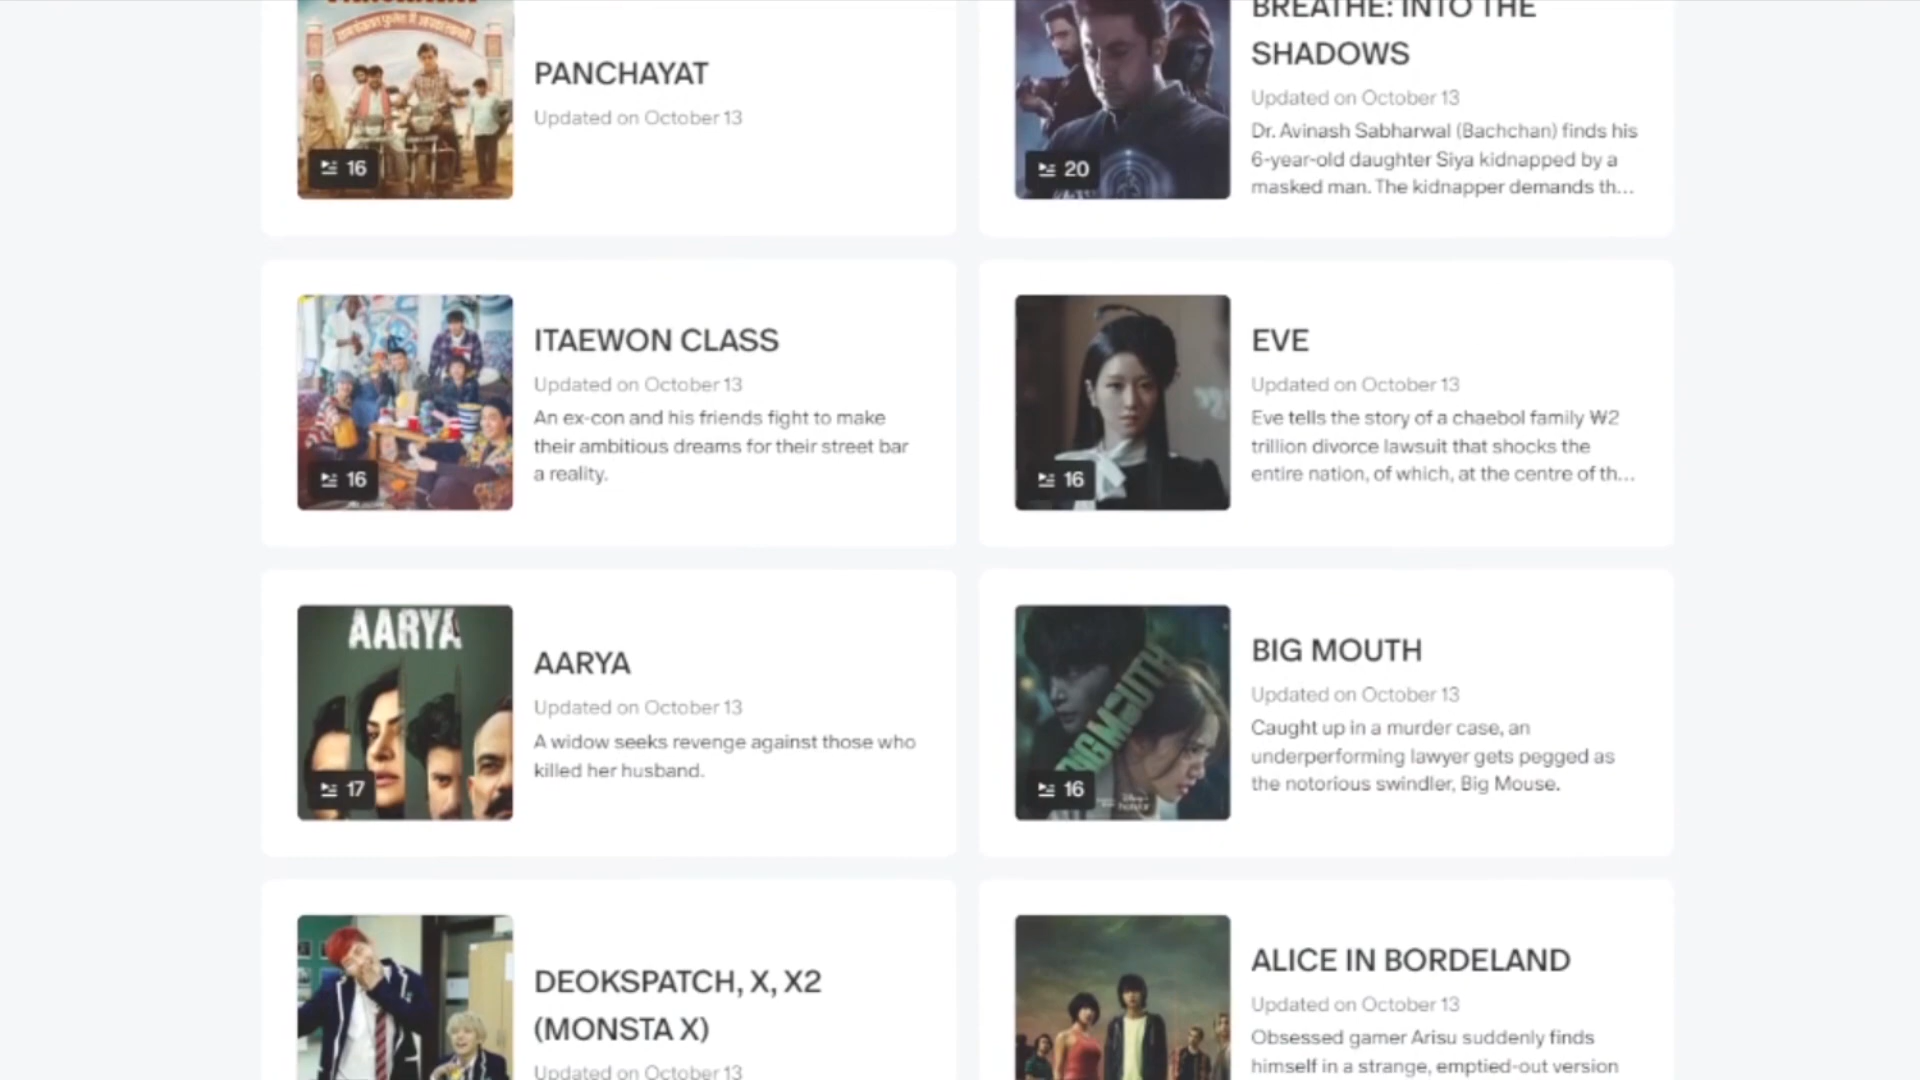 PANCHAYAT
Updated on October 13
16
BREATHE: INTO THE
SHADOWS
Updated on October 13
Dr. Avinash Sabharwal (Bachchan) finds his
6-year-old daughter Siya kidnapped by a
masked man. The kidnapper demands th...
20
ITAEWON CLASS
Updated on October 13
An ex-con and his friends fight to make
their ambitious dreams for their street bar
a reality.
16
EVE
Updated on October 13
Eve tells the story of a chaebol family ₩2
trillion divorce lawsuit that shocks the
entire nation, of which, at the centre of th...
16
AARYA
AARYA
Updated on October 13
A widow seeks revenge against those who
killed her husband.
17
BIG MOUTH
BIGMOUTH
Updated on October 13
Caught up in a murder case, an
underperforming lawyer gets pegged as
the notorious swindler, Big Mouse.
16
DEOKSPATCH, X, X2
(MONSTA X)
Updated on October 13
ALICE IN BORDELAND
Updated on October 13
Obsessed gamer Arisu suddenly finds
himself in a strange, emptied-out version